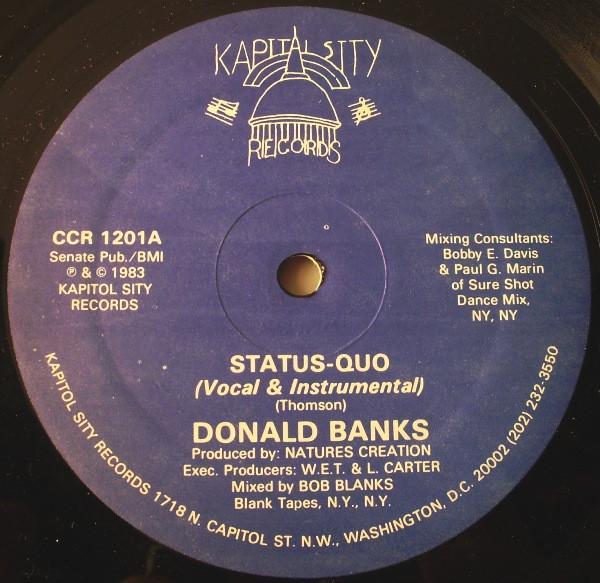 KAPITOL SITY
RECORDS
CCR 1201A
Senate Pub./BMI
℗ & © 1983
KAPITOL SITY
RECORDS
Mixing Consultants:
Bobby E. Davis
& Paul G. Marin
of Sure Shot
Dance Mix,
NY, NY
STATUS-QUO
(Vocal & Instrumental)
(Thomson)
DONALD BANKS
Produced by: NATURES CREATION
Exec. Producers: W.E.T. & L. CARTER
Mixed by BOB BLANKS
Blank Tapes, N.Y., N.Y.
KAPITOL SITY RECORDS 1718 N. CAPITOL ST. N.W., WASHINGTON, D.C. 20002 (202) 232-3550